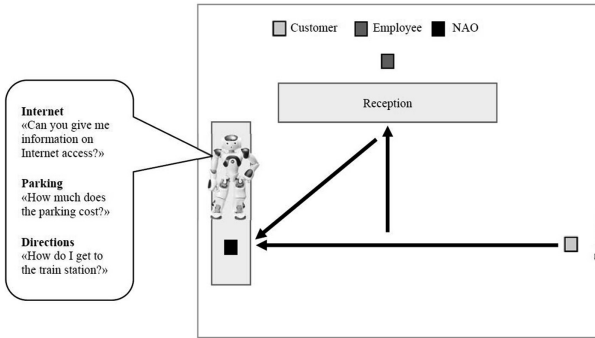 Customer
Employee
NAO
Reception
Internet
«Can you give me
information on
Internet access?»
Parking
«How much does
the parking cost?»
Directions
«How do I get to
the train station?»